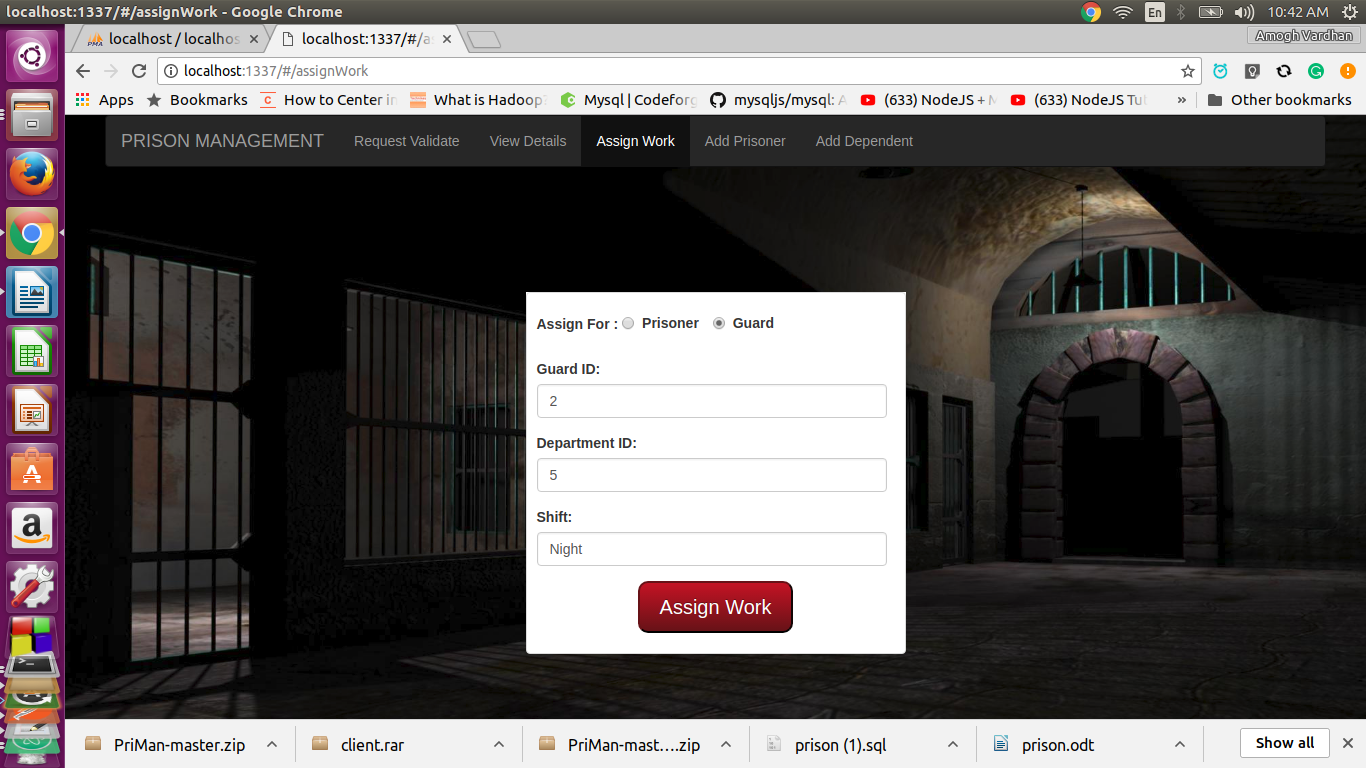 localhost:1337/#/assignWork - Google Chrome
En
10:42 AM
PMA
localhost / localhos
localhost:1337/#/as
Amogh Vardhan
localhost:1337/#/assignWork
Apps
Bookmarks
How to Center in
What is Hadoop?
Mysql | Codeforg
mysqljs/mysql: A
(633) NodeJS + M
(633) NodeJS Tut
»
Other bookmarks
PRISON MANAGEMENT
Request Validate
View Details
Assign Work
Add Prisoner
Add Dependent
Assign For : Prisoner Guard
Guard ID:
2
Department ID:
5
Shift:
Night
Assign Work
PriMan-master.zip
client.rar
PriMan-mast....zip
prison (1).sql
prison.odt
Show all